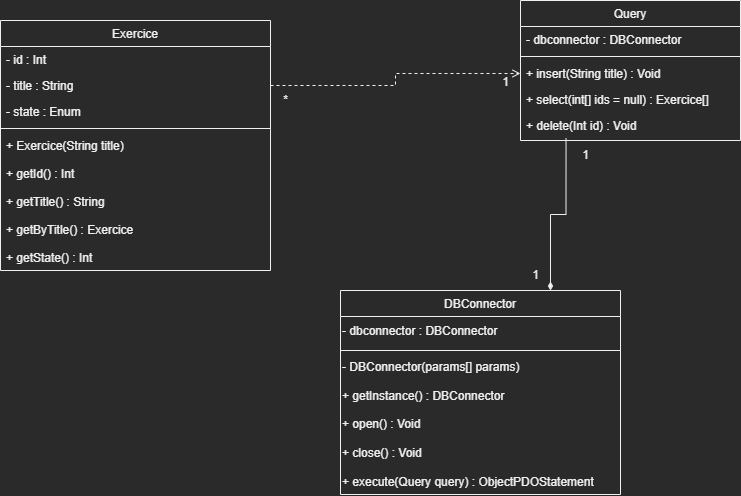 Exercice
- id : Int
- title : String
- state : Enum
+ Exercice(String title)
+ getId() : Int
+ getTitle() : String
+ getByTitle() : Exercice
+ getState() : Int
*
1
Query
- dbconnector : DBConnector
+ insert(String title) : Void
+ select(int[] ids = null) : Exercice[]
+ delete(Int id) : Void
1
1
DBConnector
- dbconnector : DBConnector
- DBConnector(params[] params)
+ getInstance() : DBConnector
+ open() : Void
+ close() : Void
+ execute(Query query) : ObjectPDOStatement